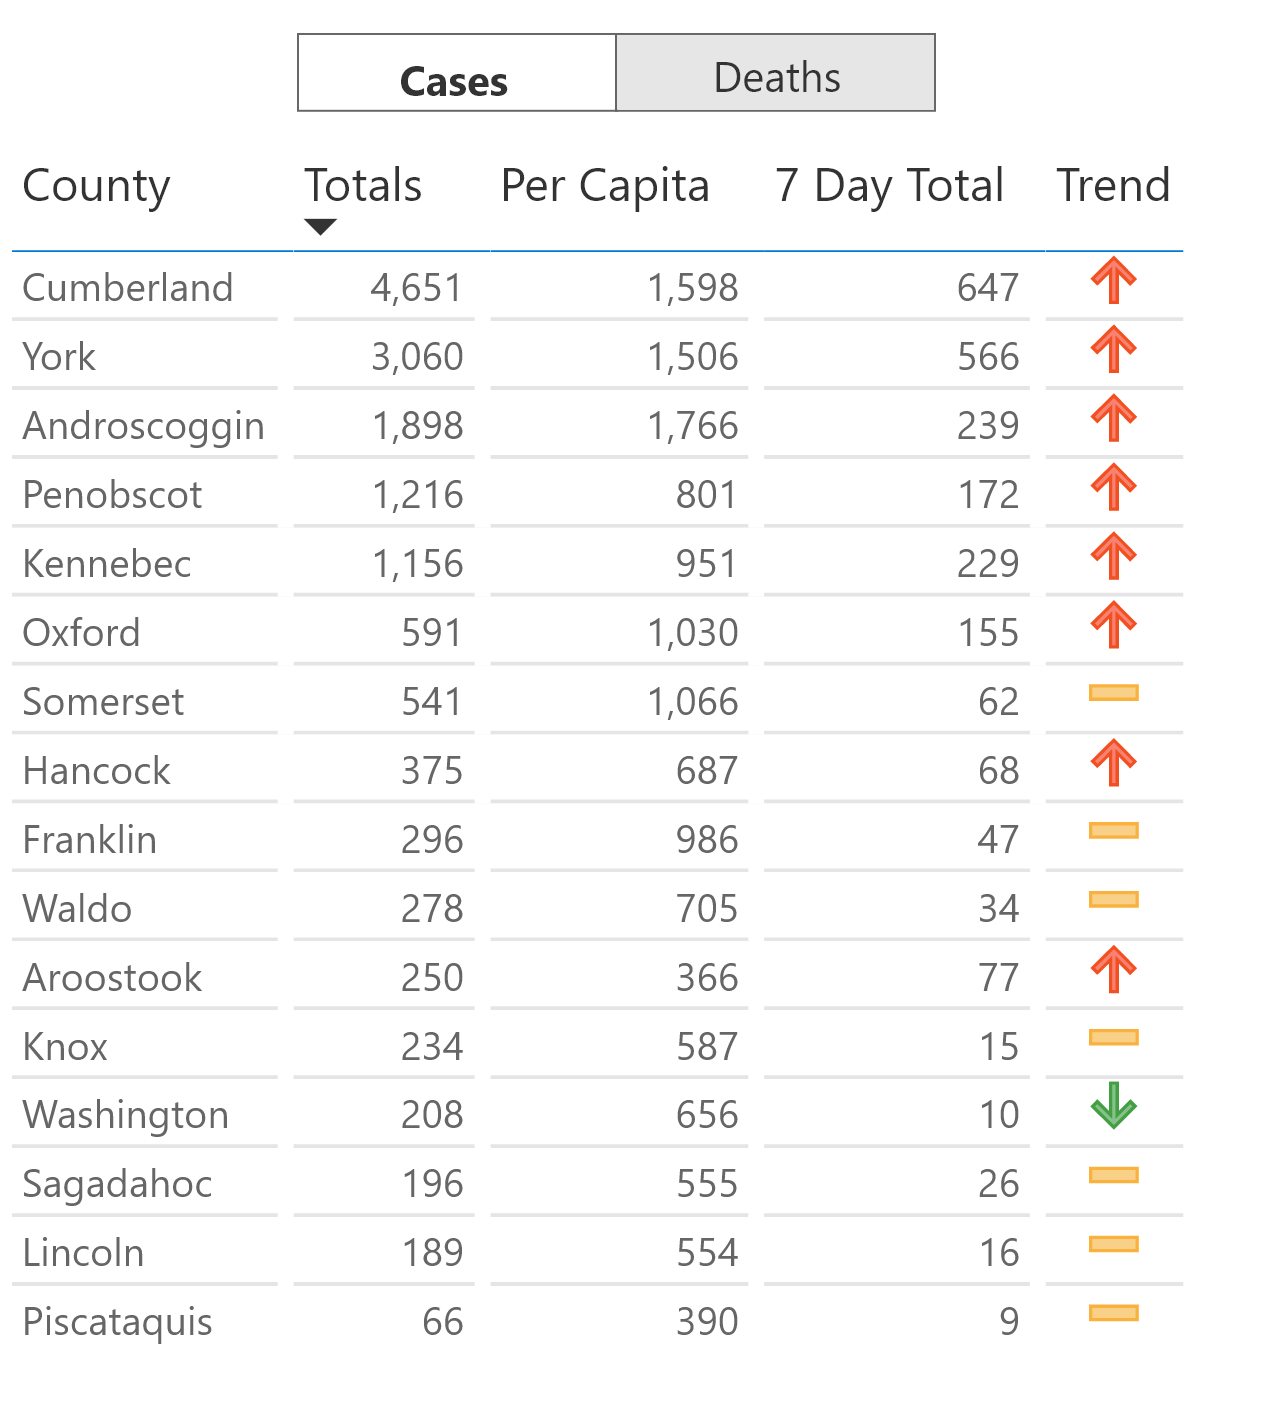 Cases Deaths
County Totals Per Capita 7 Day Total Trend
Cumberland 4,651 1,598 647
York 3,060 1,506 566
Androscoggin 1,898 1,766 239
Penobscot 1,216 801 172
Kennebec 1,156 951 229
Oxford 591 1,030 155
Somerset 541 1,066 62
Hancock 375 687 68
Franklin 296 986 47
Waldo 278 705 34
Aroostook 250 366 77
Knox 234 587 15
Washington 208 656 10
Sagadahoc 196 555 26
Lincoln 189 554 16
Piscataquis 66 390 9